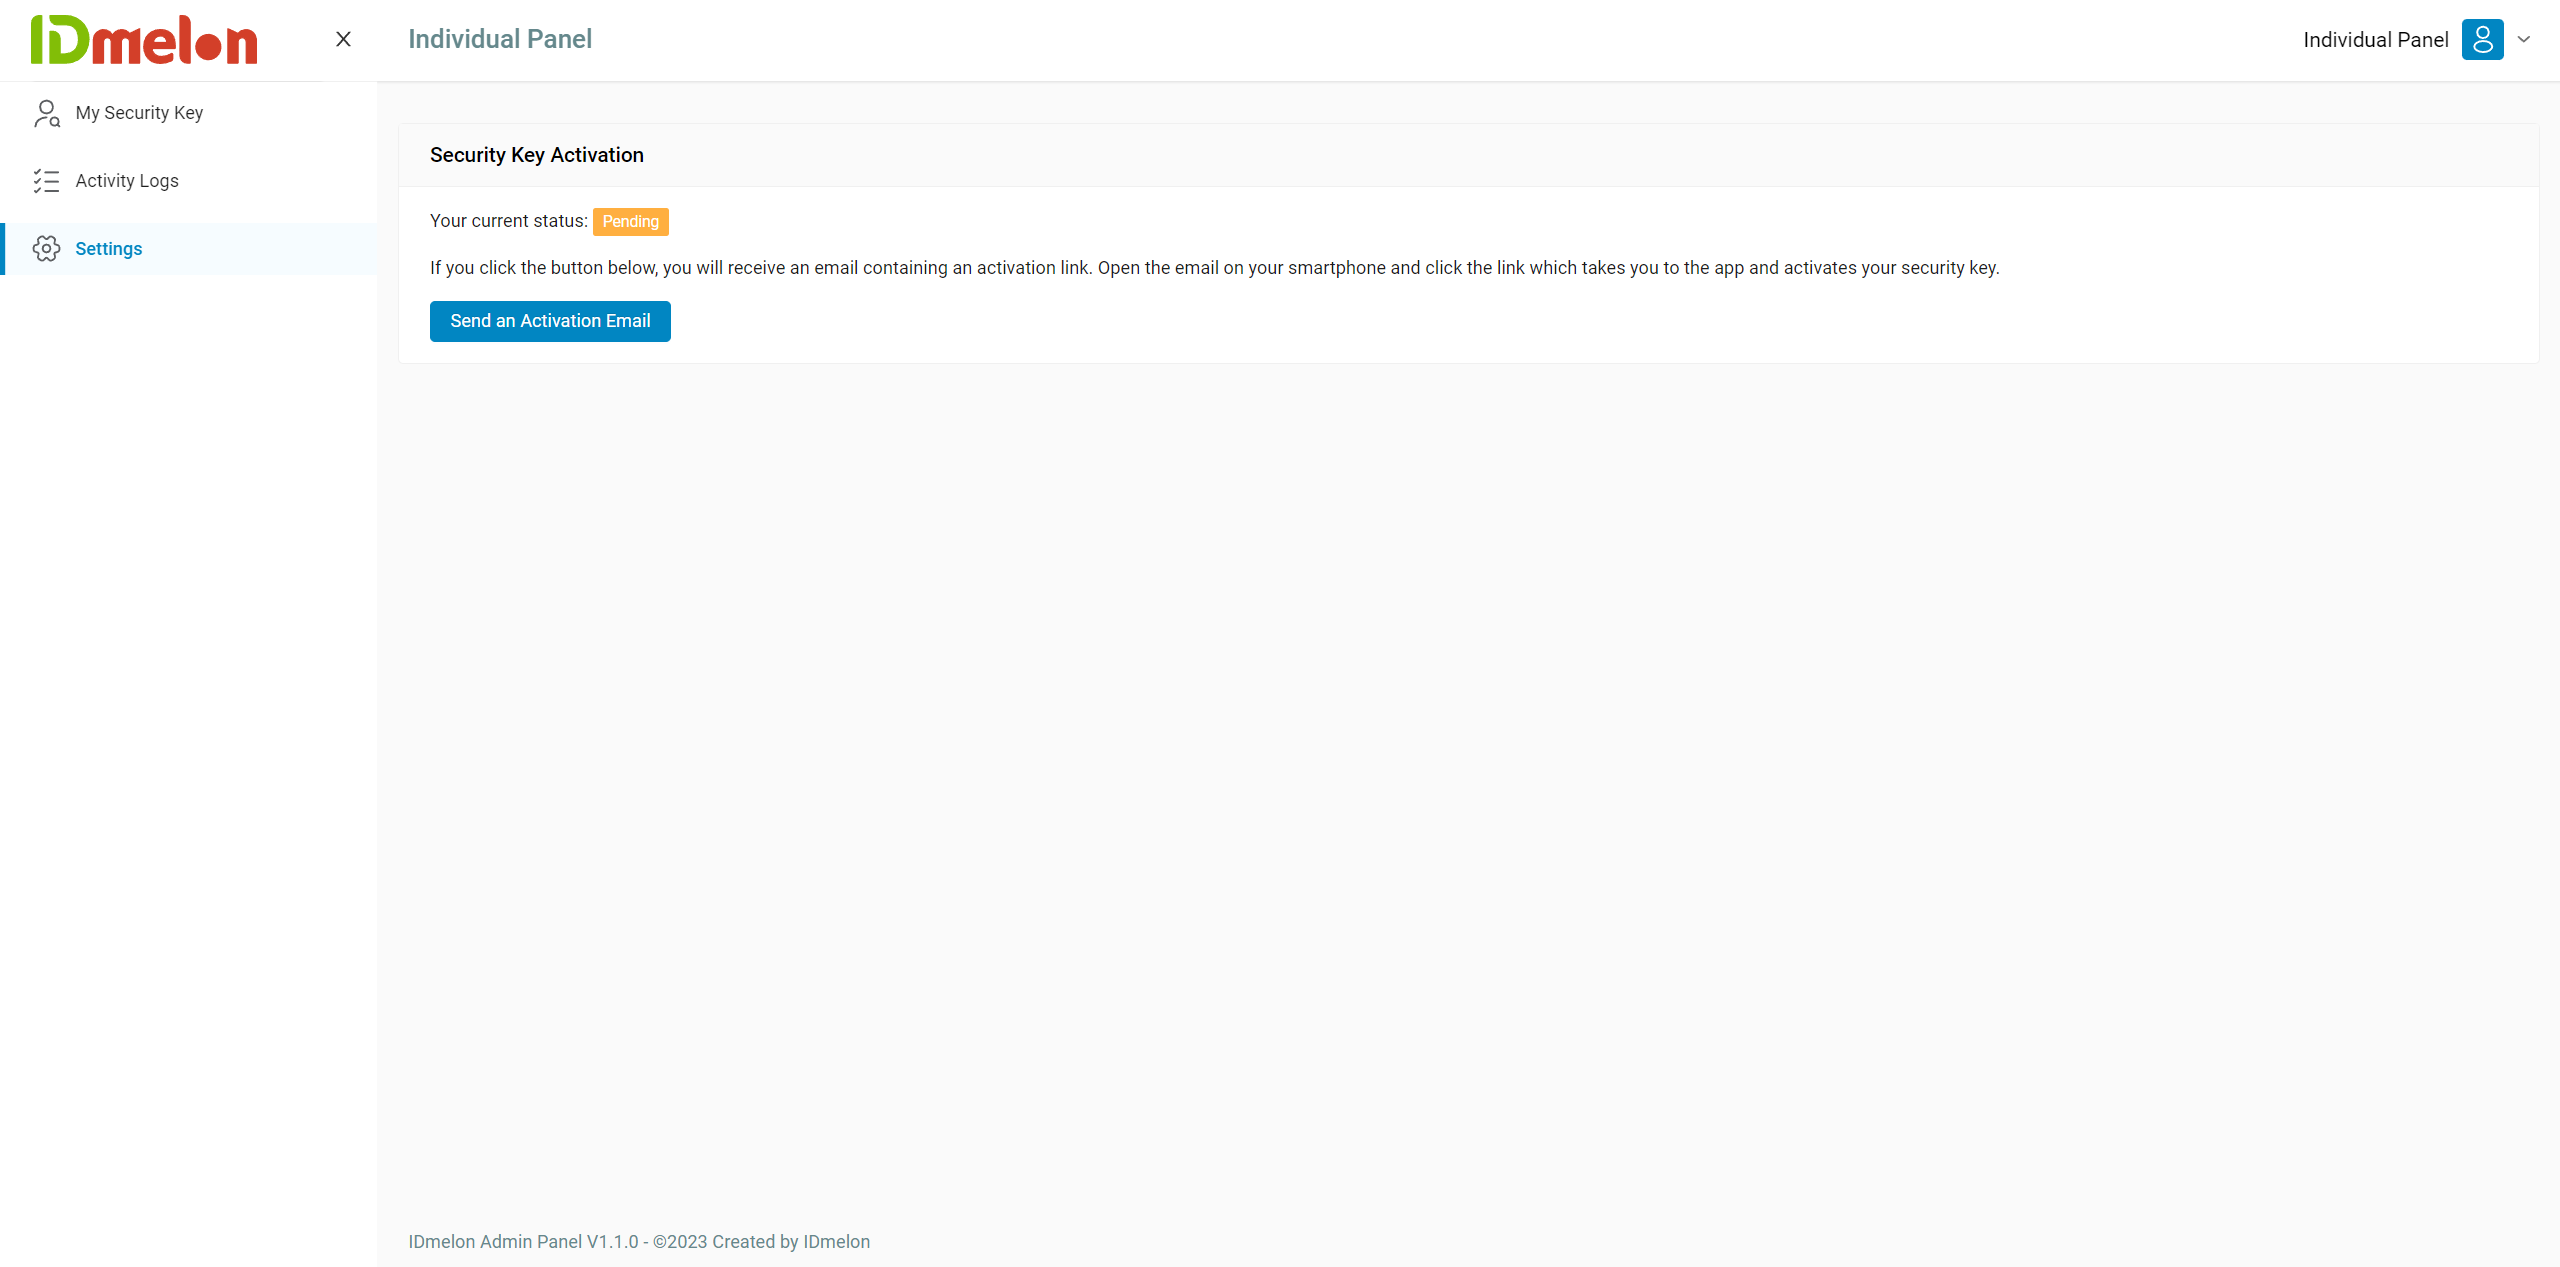 IDmelon
Individual Panel
Individual Panel
My Security Key
Activity Logs
Settings
Security Key Activation
Your current status: Pending
If you click the button below, you will receive an email containing an activation link. Open the email on your smartphone and click the link which takes you to the app and activates your security key.
Send an Activation Email
IDmelon Admin Panel V1.1.0 - ©2023 Created by IDmelon